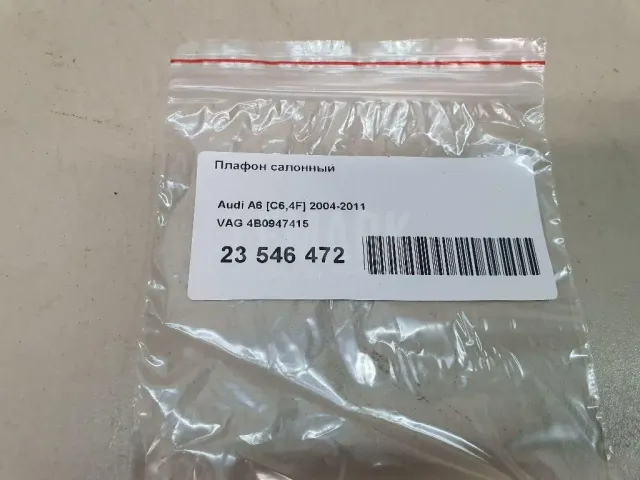 Плафон салонный
Audi A6 [C6,4F] 2004-2011
VAG 4B0947415
23 546 472